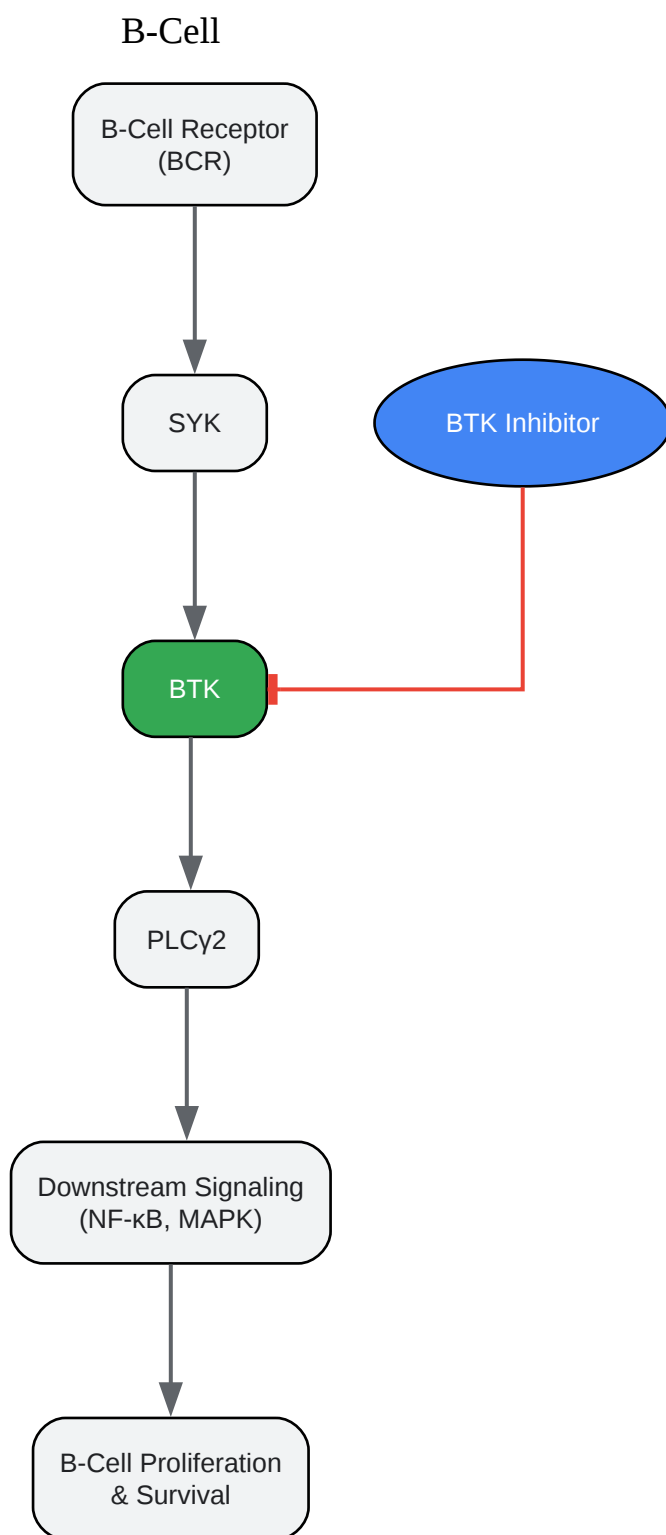 B-Cell
B-Cell Receptor
(BCR)
SYK
BTK Inhibitor
BTK
PLCγ2
Downstream Signaling
(NF-κB, MAPK)
B-Cell Proliferation
& Survival